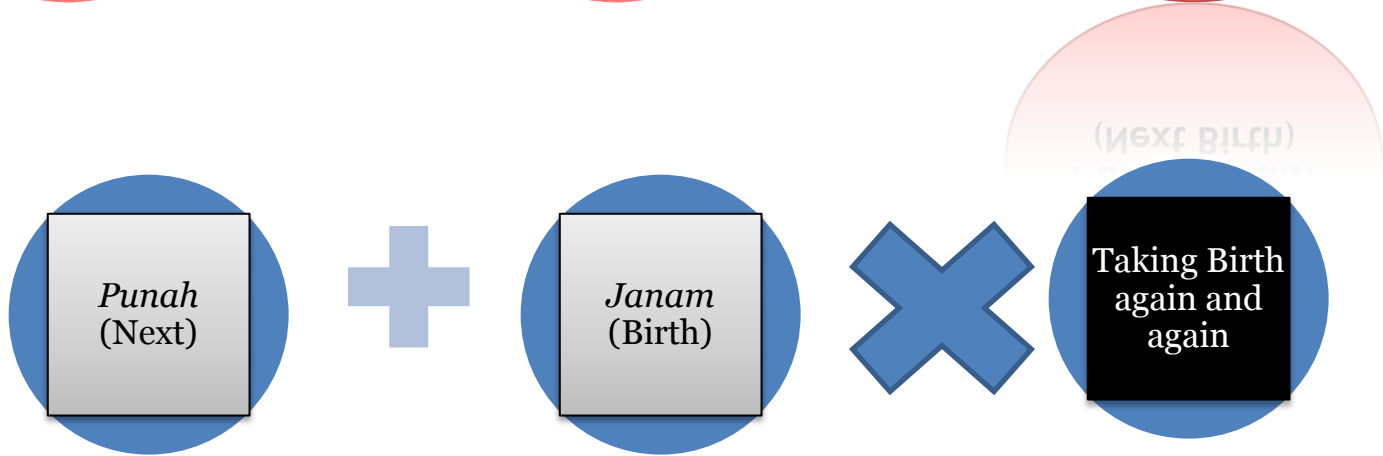 (Next Birth)
Punah
(Next)
Janam
(Birth)
Taking Birth
again and
again